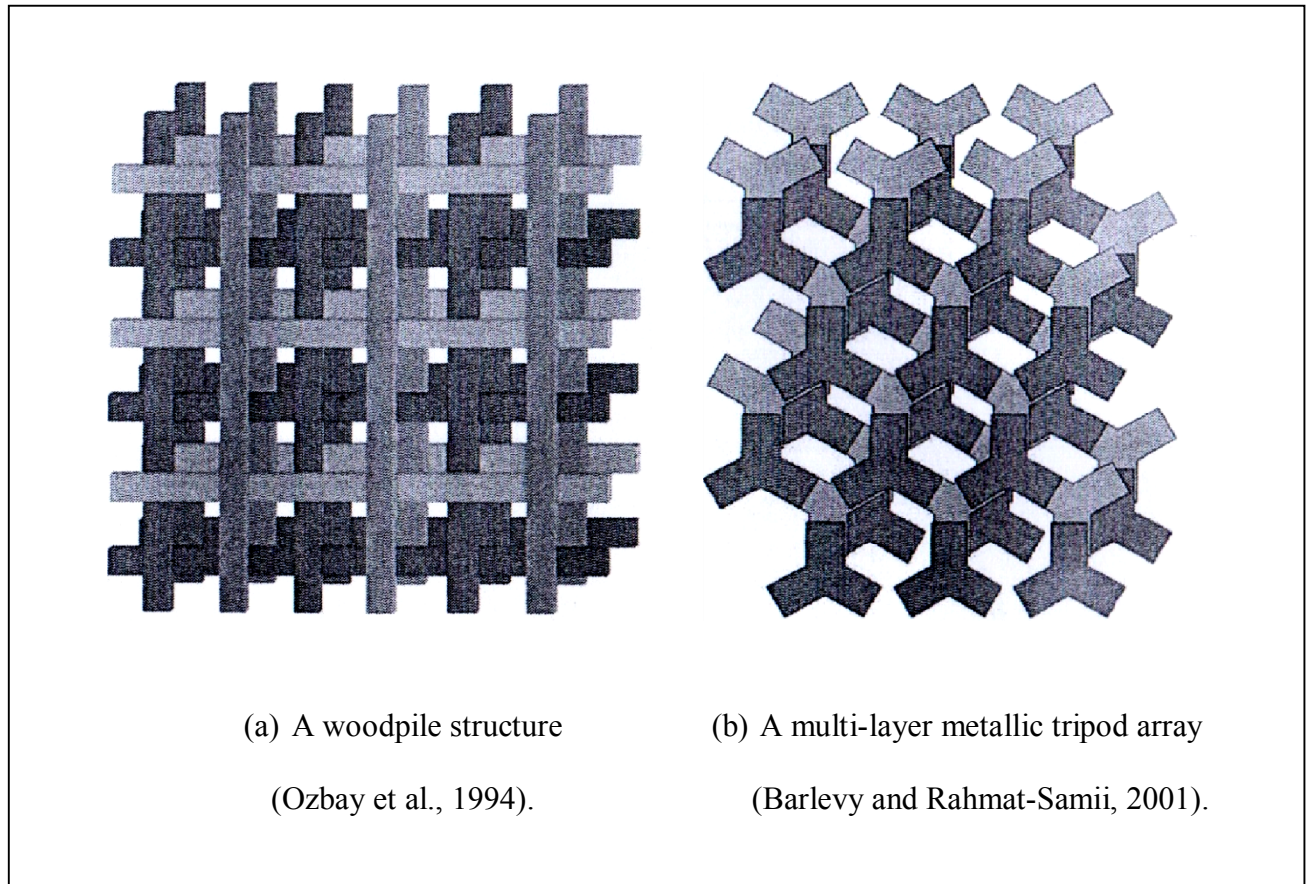 (a) A woodpile structure
(Ozbay et al., 1994).
(b) A multi-layer metallic tripod array
(Barlevy and Rahmat-Samii, 2001).